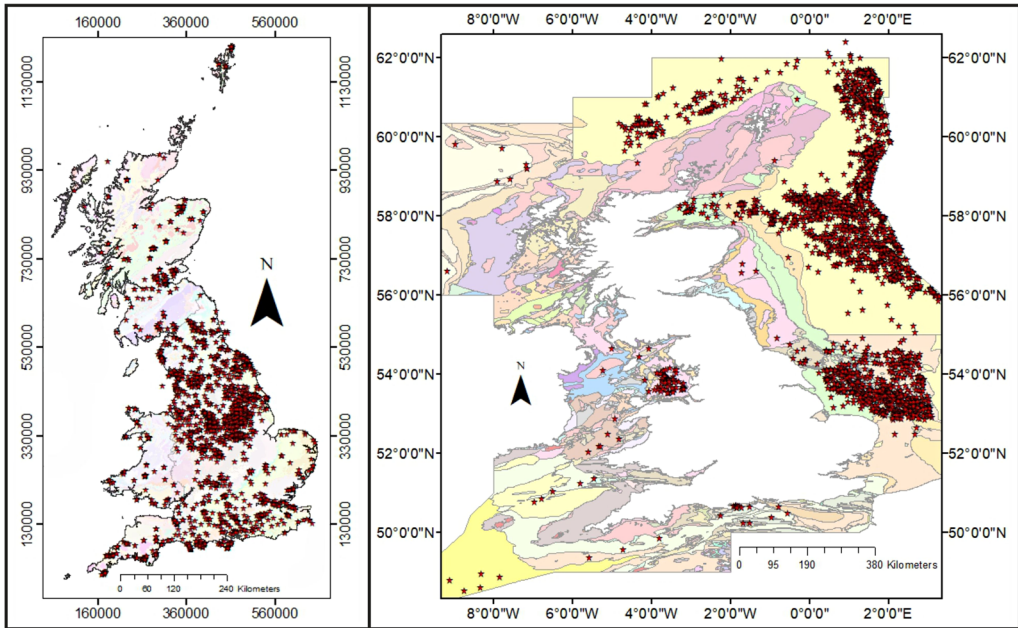 160000 360000 560000
1130000 1130000
930000 930000
730000 730000
530000 530000
330000 330000
130000 130000
N
0 60 120 240 Kilometers
160000 360000 560000
8°0'0"W 6°0'0"W 4°0'0"W 2°0'0"W 0°0'0" 2°0'0"E
62°0'0"N 62°0'0"N
60°0'0"N 60°0'0"N
58°0'0"N 58°0'0"N
56°0'0"N 56°0'0"N
N
54°0'0"N 54°0'0"N
52°0'0"N 52°0'0"N
50°0'0"N 50°0'0"N
0 95 190 380 Kilometers
6°0'0"W 4°0'0"W 2°0'0"W 0°0'0" 2°0'0"E